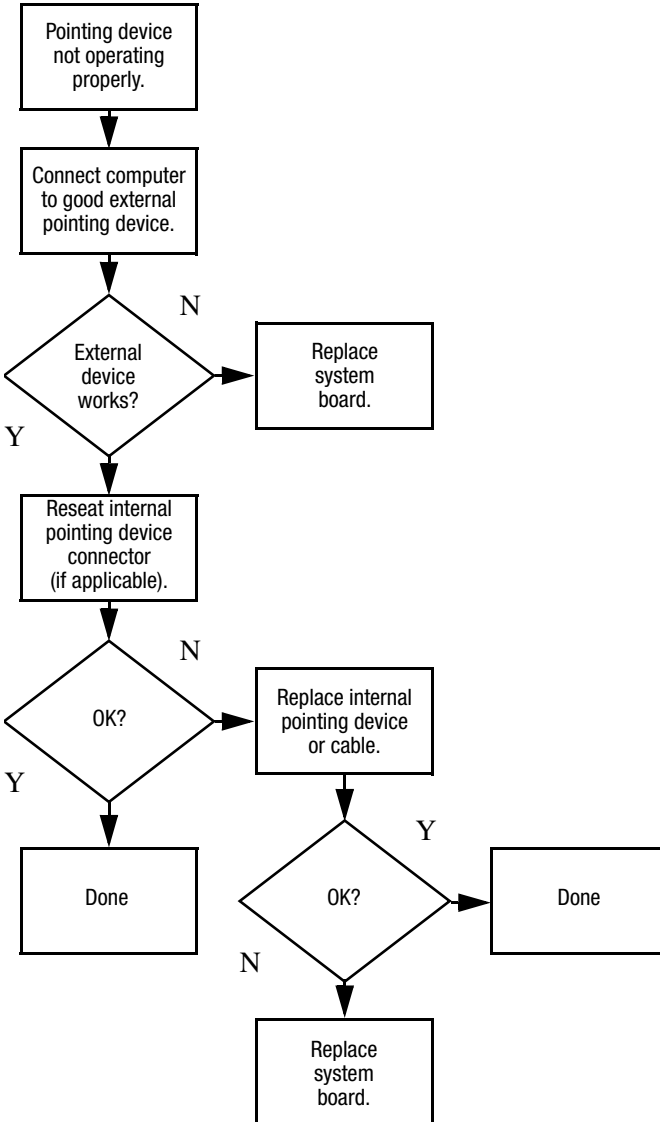 Pointing device
not operating
properly.
Connect computer
to good external
pointing device.
N
External
device
works?
Replace
system
board.
Y
Reseat internal
pointing device
connector
(if applicable).
N
OK?
Replace internal
pointing device
or cable.
Y
Y
Done
OK?
Done
N
Replace
system
board.